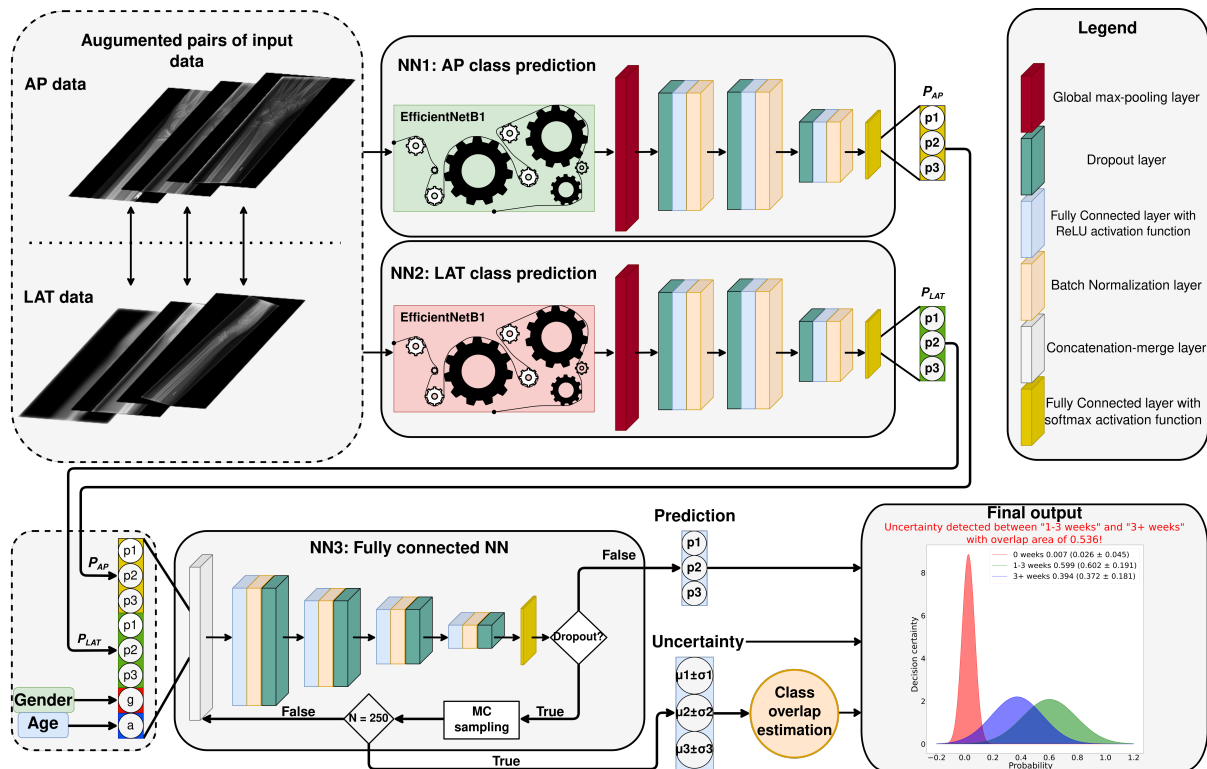 Augumented pairs of input
data
AP data
LAT data
NN1: AP class prediction
EfficientNetB1
P_AP
p1
p2
p3
NN2: LAT class prediction
EfficientNetB1
P_LAT
p1
p2
p3
Legend
Global max-pooling layer
Dropout layer
Fully Connected layer with
ReLU activation function
Batch Normalization layer
Concatenation-merge layer
Fully Connected layer with
softmax activation function
P_AP
P_LAT
p1
p2
p3
p1
p2
p3
g
a
Gender
Age
NN3: Fully connected NN
Dropout?
False
True
MC
sampling
N = 250
False
True
Prediction
p1
p2
p3
Uncertainty
μ1±σ1
μ2±σ2
μ3±σ3
Class
overlap
estimation
Final output
Uncertainty detected between "1-3 weeks" and "3+ weeks"
with overlap area of 0.536!
0 weeks 0.007 (0.026 ± 0.045)
1-3 weeks 0.599 (0.602 ± 0.191)
3+ weeks 0.394 (0.372 ± 0.181)
Decision certainty
8
6
4
2
0
−0.2 0.0 0.2 0.4 0.6 0.8 1.0 1.2
Probability